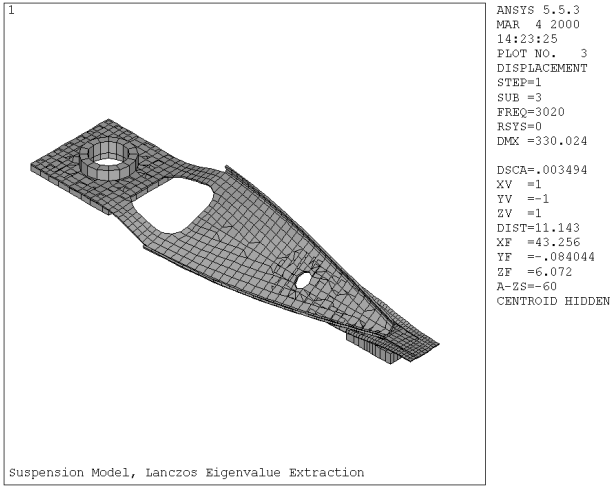 1
ANSYS 5.5.3
MAR  4 2000
14:23:25
PLOT NO.   3
DISPLACEMENT
STEP=1
SUB =3
FREQ=3020
RSYS=0
DMX =330.024
DSCA=.003494
XV  =1
YV  =-1
ZV  =1
DIST=11.143
XF  =43.256
YF  =-.084044
ZF  =6.072
A-ZS=-60
CENTROID HIDDEN
Suspension Model, Lanczos Eigenvalue Extraction